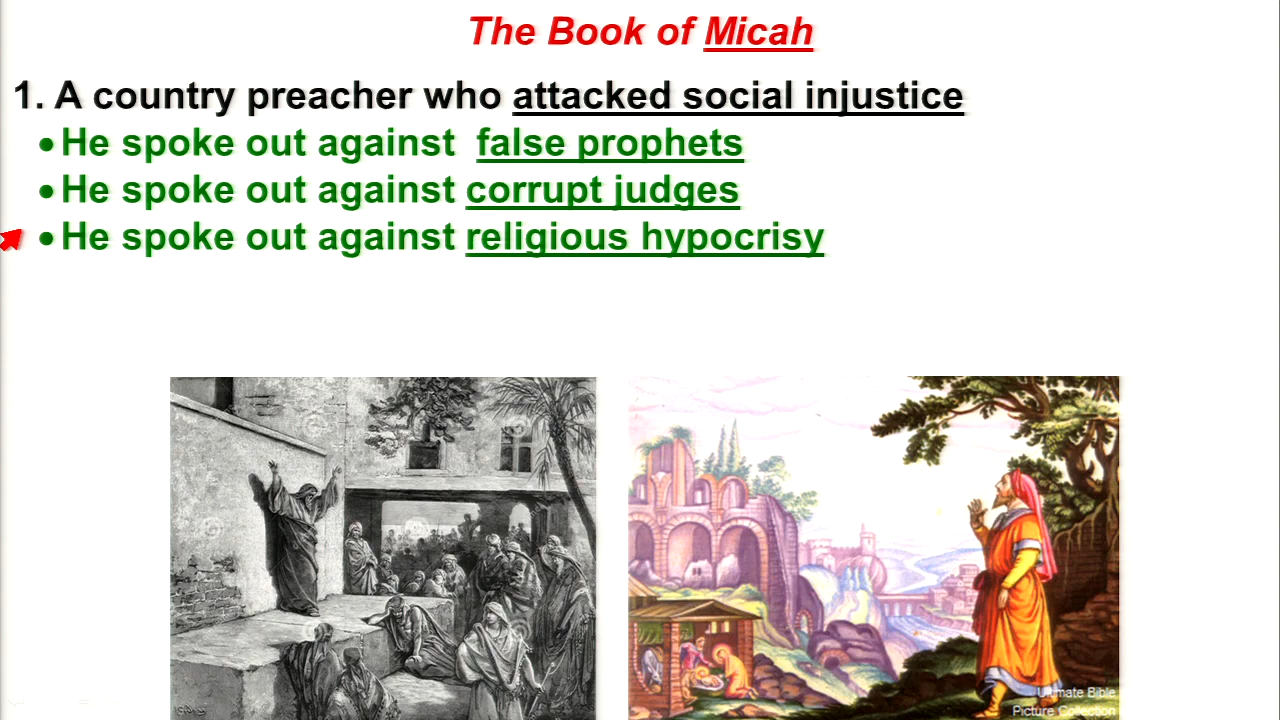 The Book of Micah
1. A country preacher who attacked social injustice
• He spoke out against false prophets
• He spoke out against corrupt judges
• He spoke out against religious hypocrisy
Ultimate Bible
Picture Collection